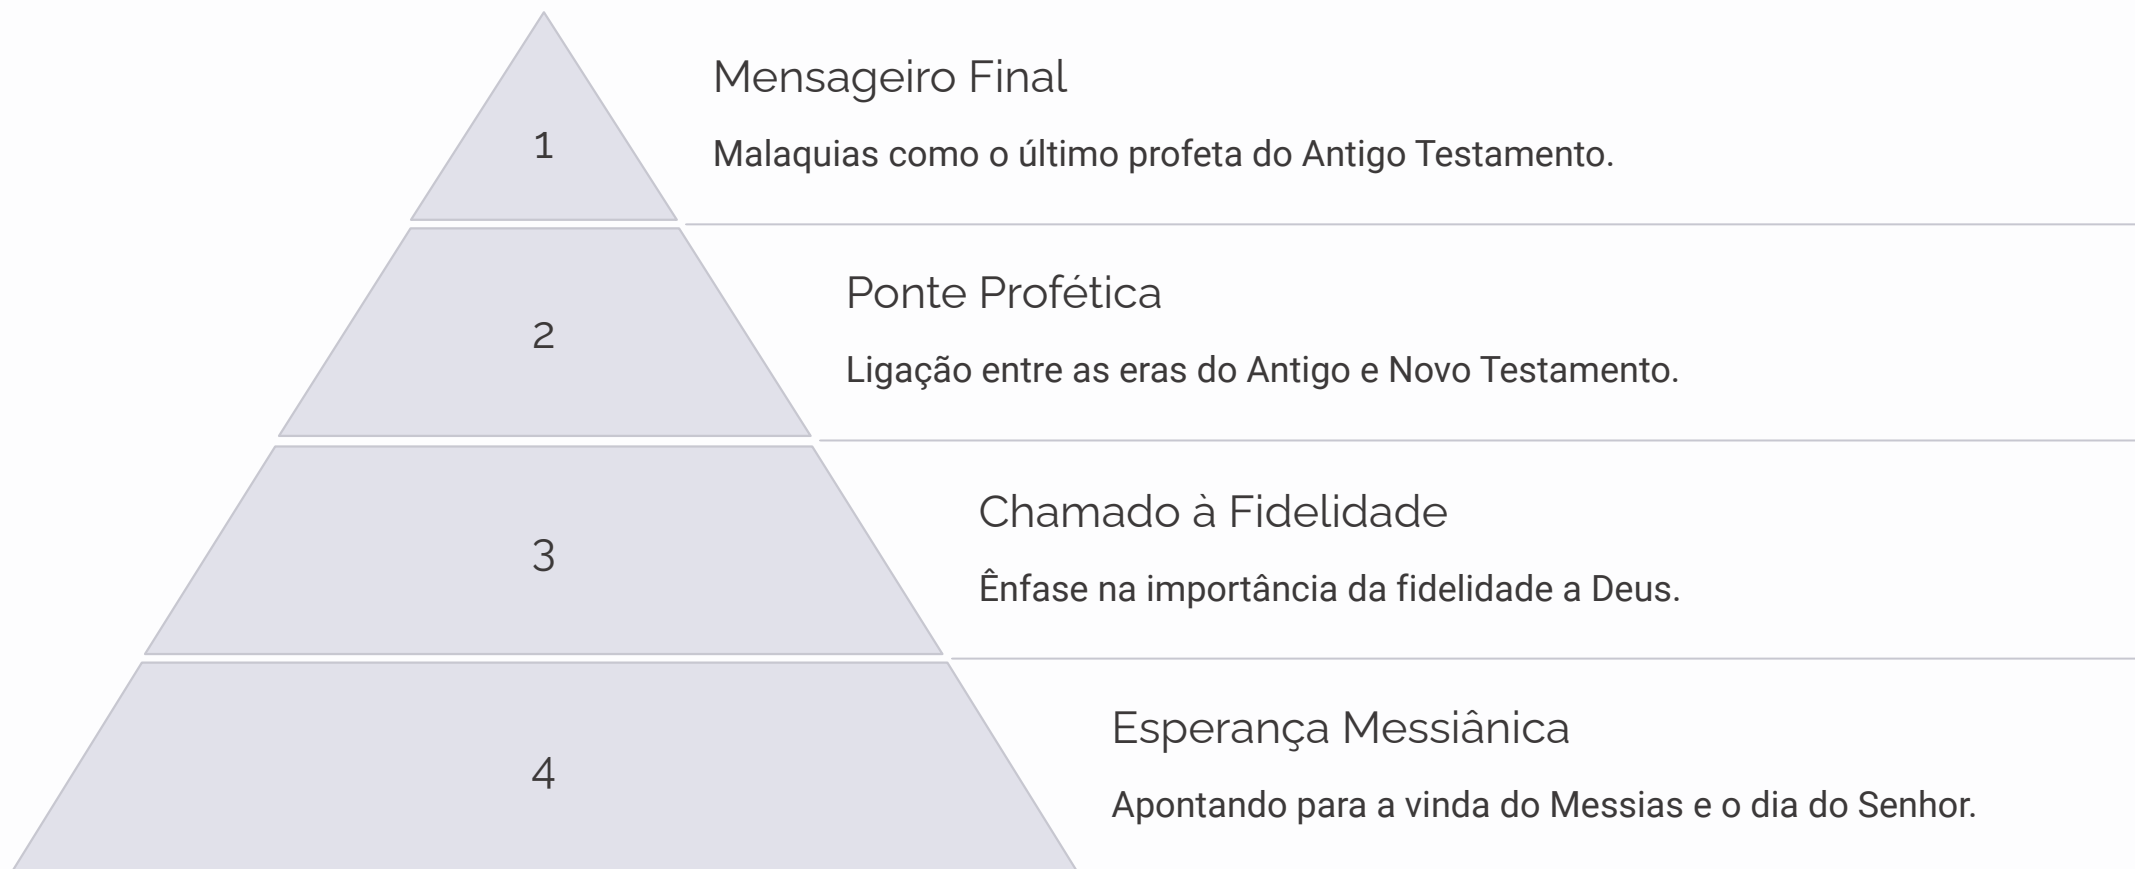 1
Mensageiro Final
Malaquias como o último profeta do Antigo Testamento.
2
Ponte Profética
Ligação entre as eras do Antigo e Novo Testamento.
3
Chamado à Fidelidade
Ênfase na importância da fidelidade a Deus.
4
Esperança Messiânica
Apontando para a vinda do Messias e o dia do Senhor.